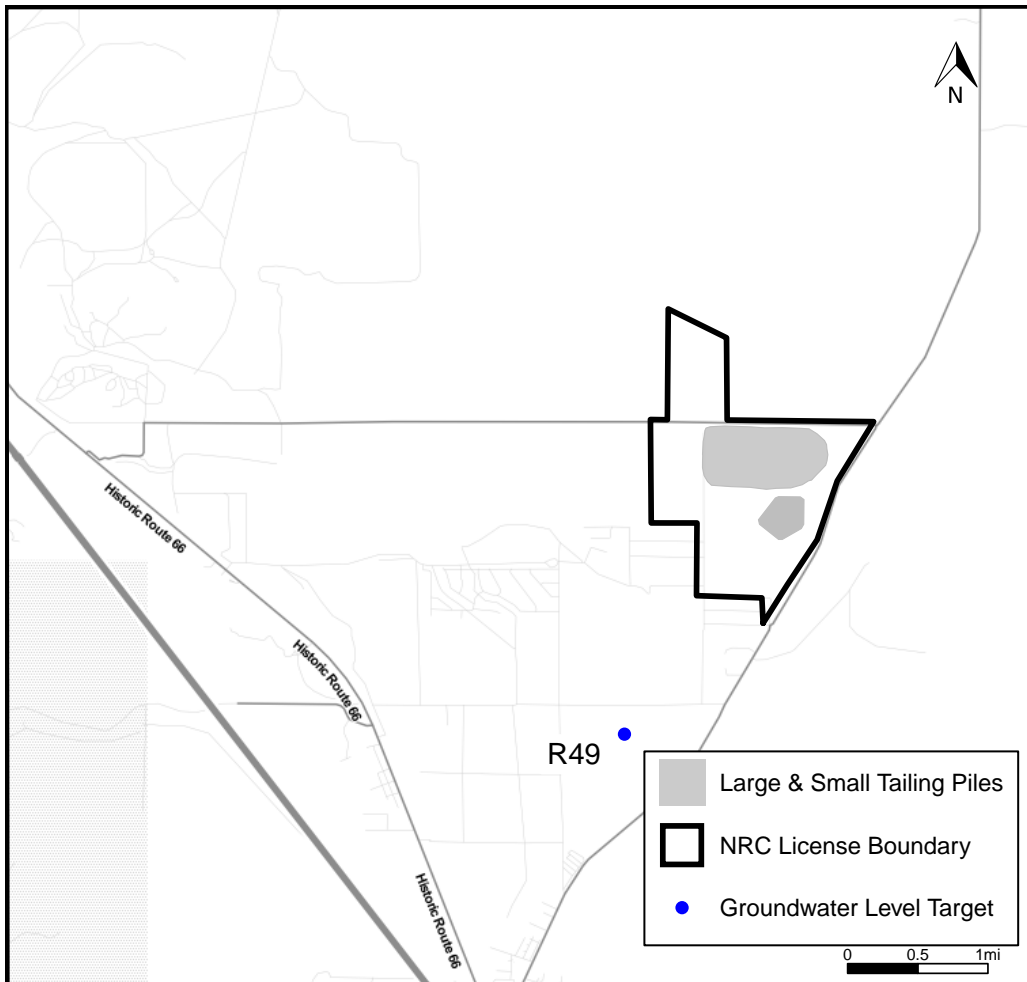 N
Historic Route 66
Historic Route 66
R49
Historic Route 66
Large & Small Tailing Piles
NRC License Boundary
Groundwater Level Target
0 0.5 1mi